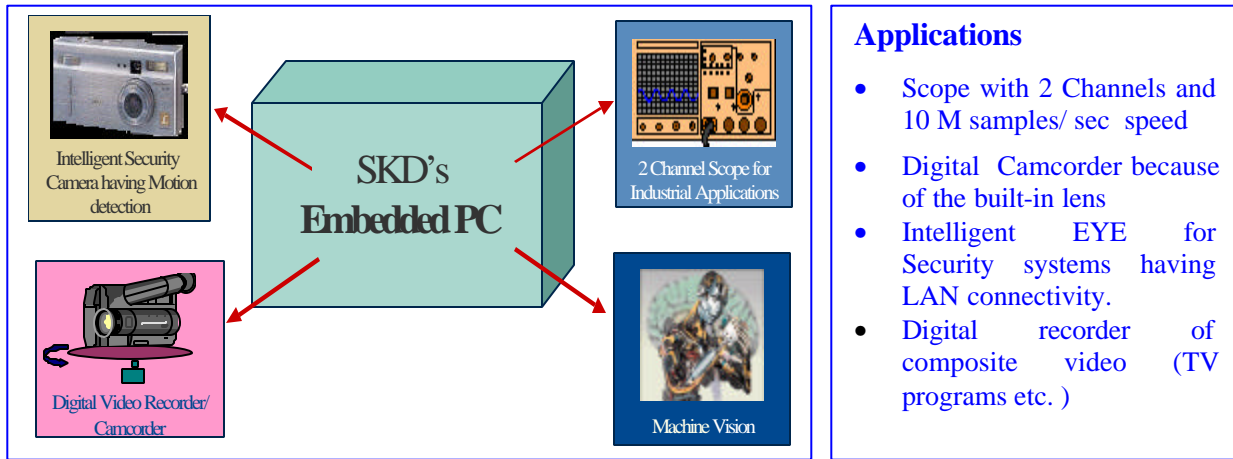 Intelligent Security
Camera having Motion
detection
SKD's
Embedded PC
2 Channel Scope for
Industrial Applications
Digital Video Recorder/
Camcorder
Machine Vision
Applications
• Scope with 2 Channels and
10 M samples/ sec speed
• Digital Camcorder because
of the built-in lens
• Intelligent EYE for
Security systems having
LAN connectivity.
• Digital recorder of
composite video (TV
programs etc. )